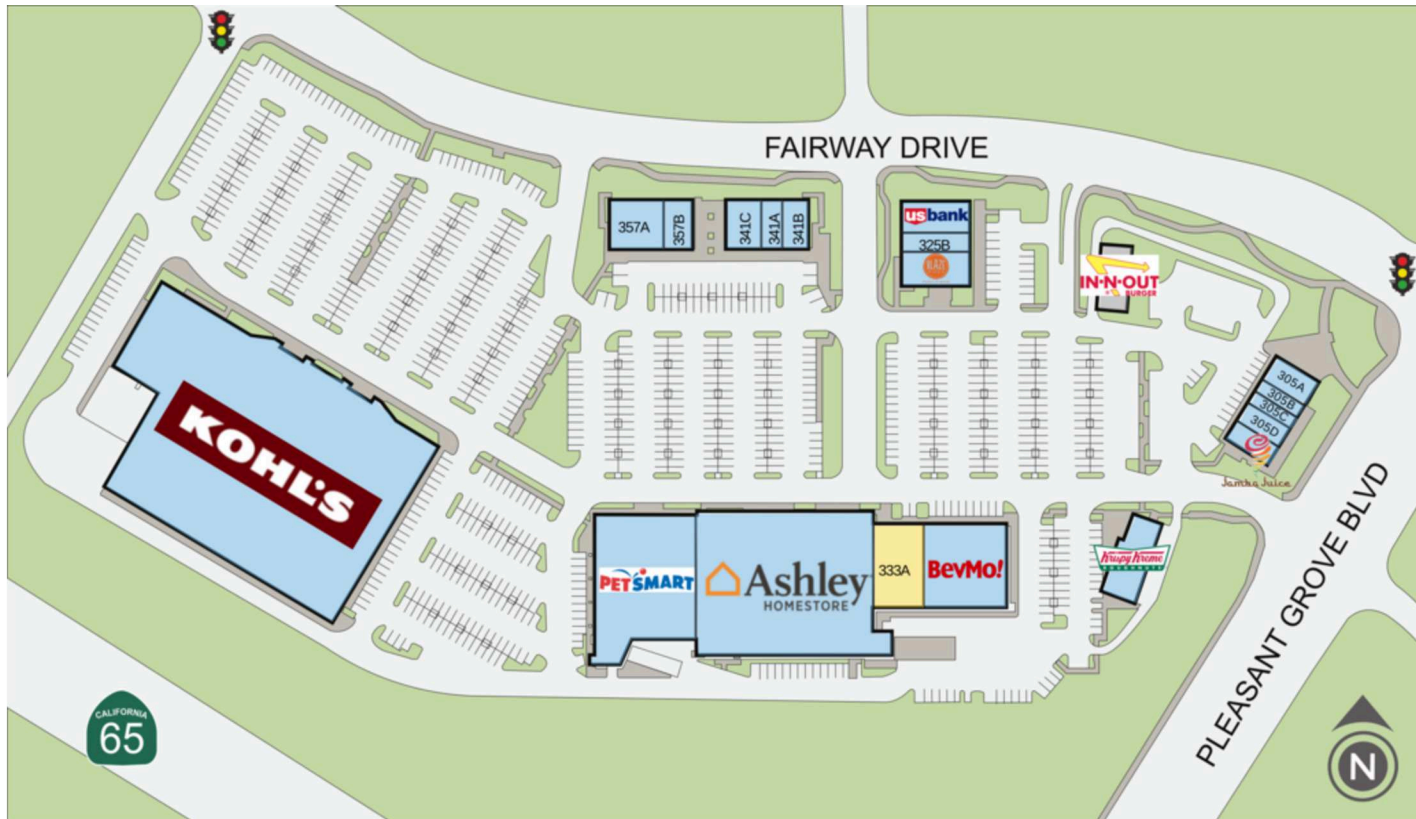 FAIRWAY DRIVE
357A
357B
341C
341A
341B
usbank
325B
IN-N-OUT
BURGER
305A
305B
305C
305D
Jamba Juice
KOHL'S
PETSMART
Ashley
HOMESTORE
333A
BevMo!
Krispy Kreme
DOUGHNUTS
PLEASANT GROVE BLVD
CALIFORNIA
65
N